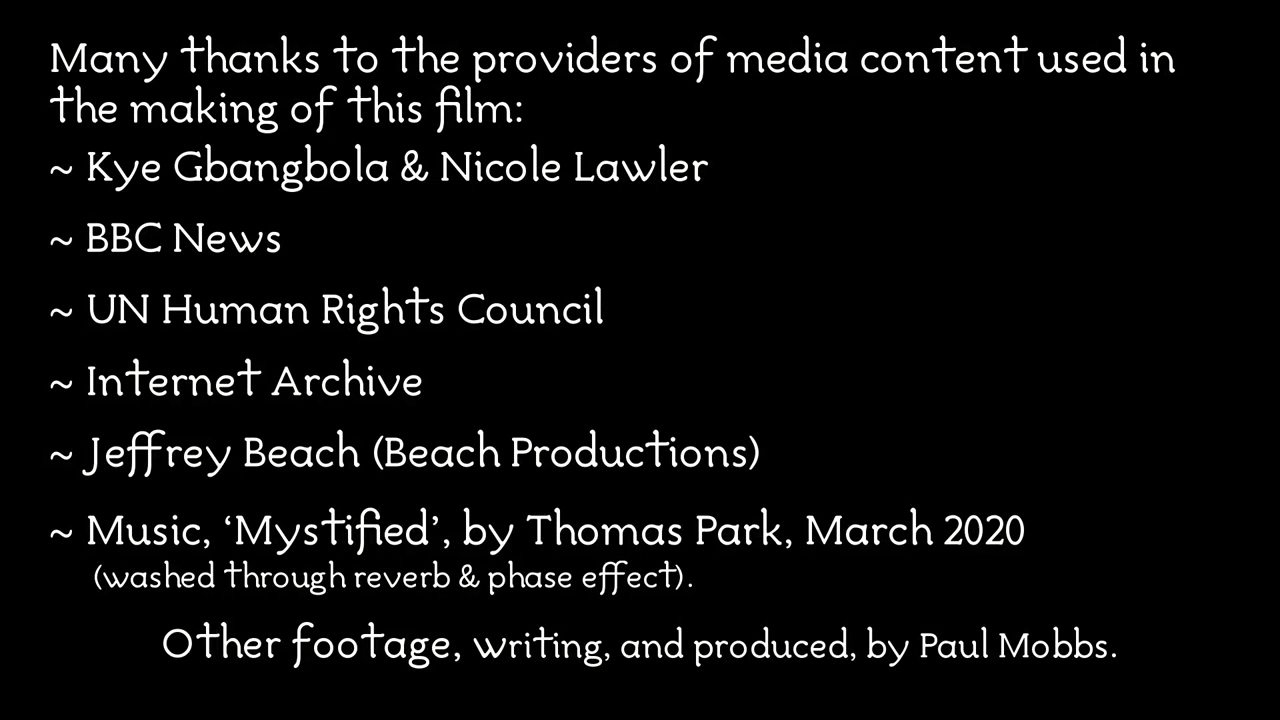 Many thanks to the providers of media content used in
the making of this film:
~ Kye Gbangbola & Nicole Lawler
~ BBC News
~ UN Human Rights Council
~ Internet Archive
~ Jeffrey Beach (Beach Productions)
~ Music, ‘Mystified’, by Thomas Park, March 2020
(washed through reverb & phase effect).
Other footage, writing, and produced, by Paul Mobbs.